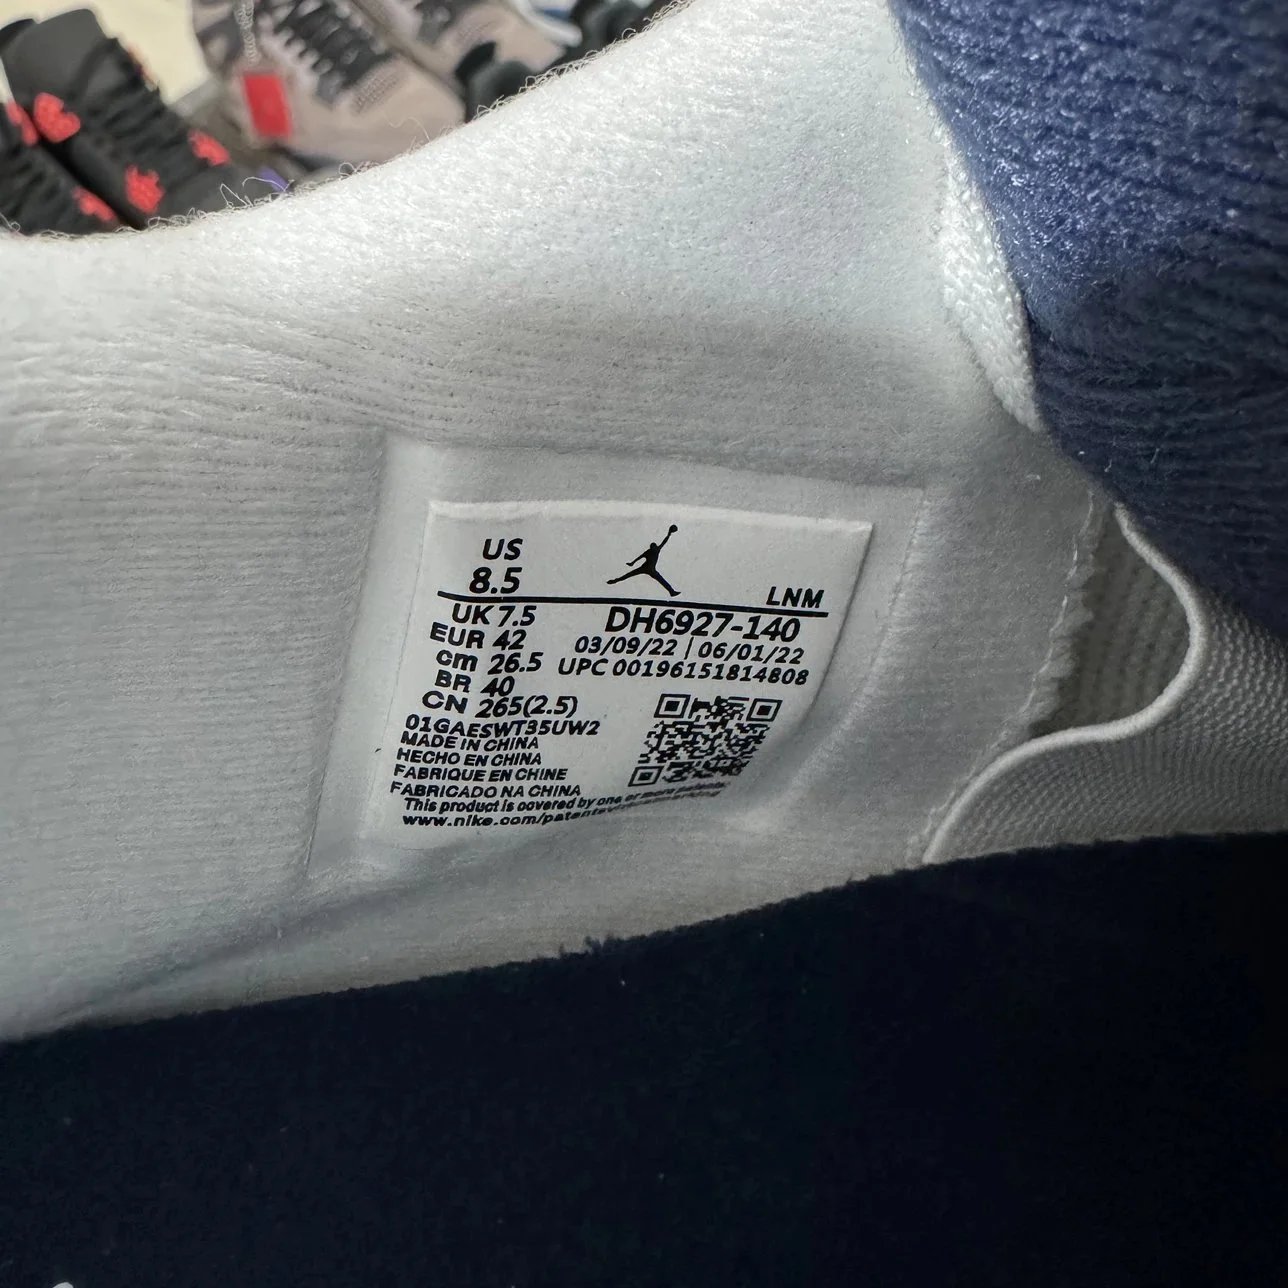 US
8.5
LNM
UK 7.5
DH6927-140
EUR 42
03/09/22 | 06/01/22
cm 26.5
UPC 00196151814808
BR 40
CN 265(2.5)
01GAESWT35UW2
MADE IN CHINA
HECHO EN CHINA
FABRIQUE EN CHINE
FABRICADO NA CHINA
This product is covered by one or more patents.
www.nike.com/patents